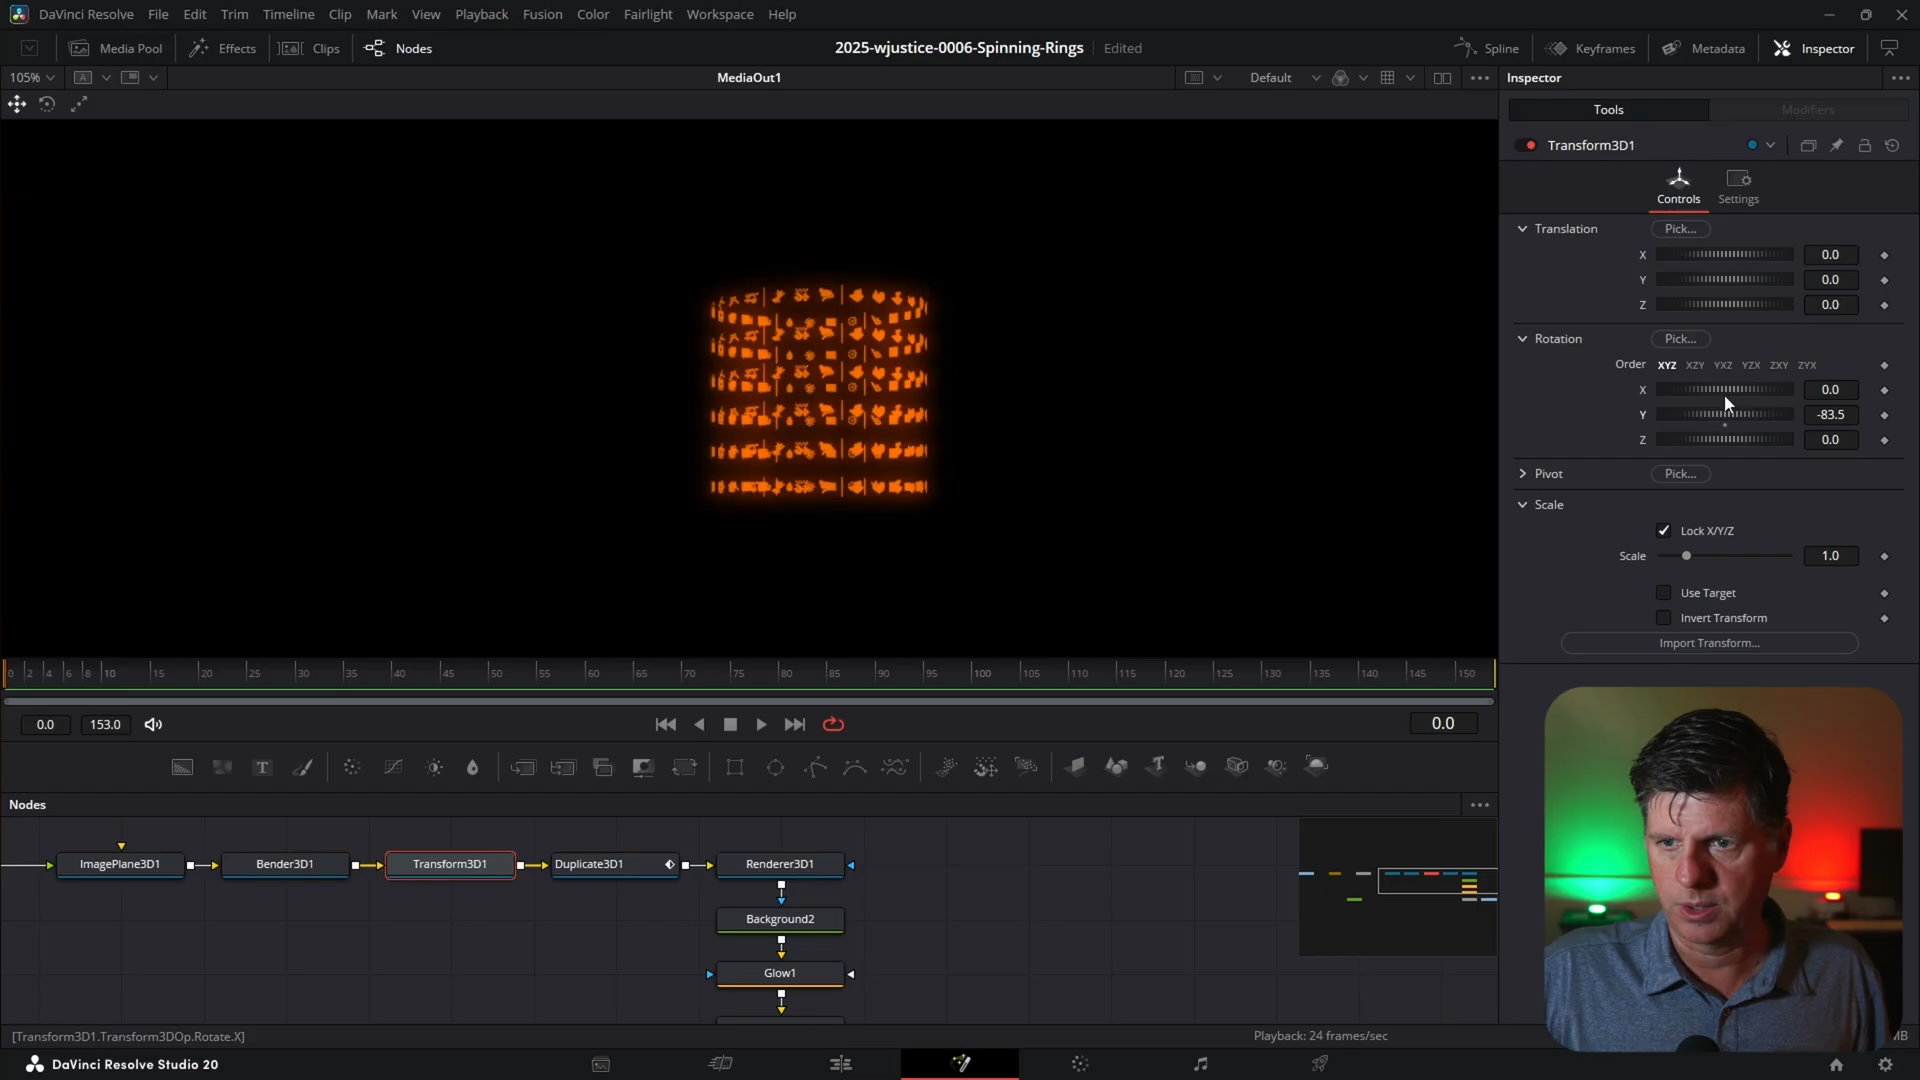 DaVinci Resolve File Edit Trim Timeline Clip Mark View Playback Fusion Color Fairlight Workspace Help
Media Pool Effects Clips Nodes 2025-wjustice-0006-Spinning-Rings Edited Spline Keyframes Metadata Inspector
105% A MediaOut1 Default Inspector
Tools Modifiers
Transform3D1
Controls Settings
Translation Pick...
X 0.0
Y 0.0
Z 0.0
Rotation Pick...
Order XYZ XZY YXZ YZX ZXY ZYX
X 0.0
Y -83.5
Z 0.0
Pivot Pick...
Scale
Lock X/Y/Z
Scale 1.0
Use Target
Invert Transform
Import Transform...
0 2 4 6 8 10 15 20 25 30 35 40 45 50 55 60 65 70 75 80 85 90 95 100 105 110 115 120 125 130 135 140 145 150
0.0 153.0 0.0
T T
Nodes
ImagePlane3D1 Bender3D1 Transform3D1 Duplicate3D1 Renderer3D1
Background2
Glow1
[Transform3D1.Transform3DOp.Rotate.X] Playback: 24 frames/sec MB
DaVinci Resolve Studio 20